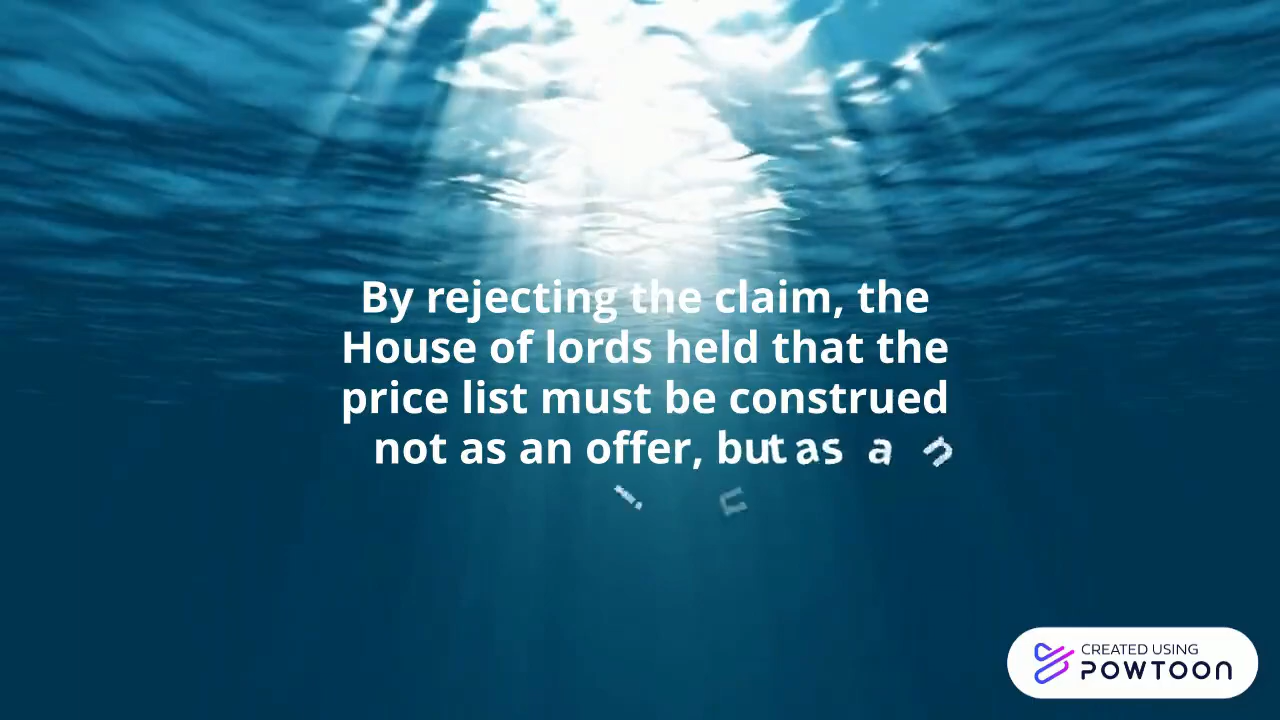 By rejecting the claim, the
House of lords held that the
price list must be construed
not as an offer, but as an
CREATED USING
POWTOON